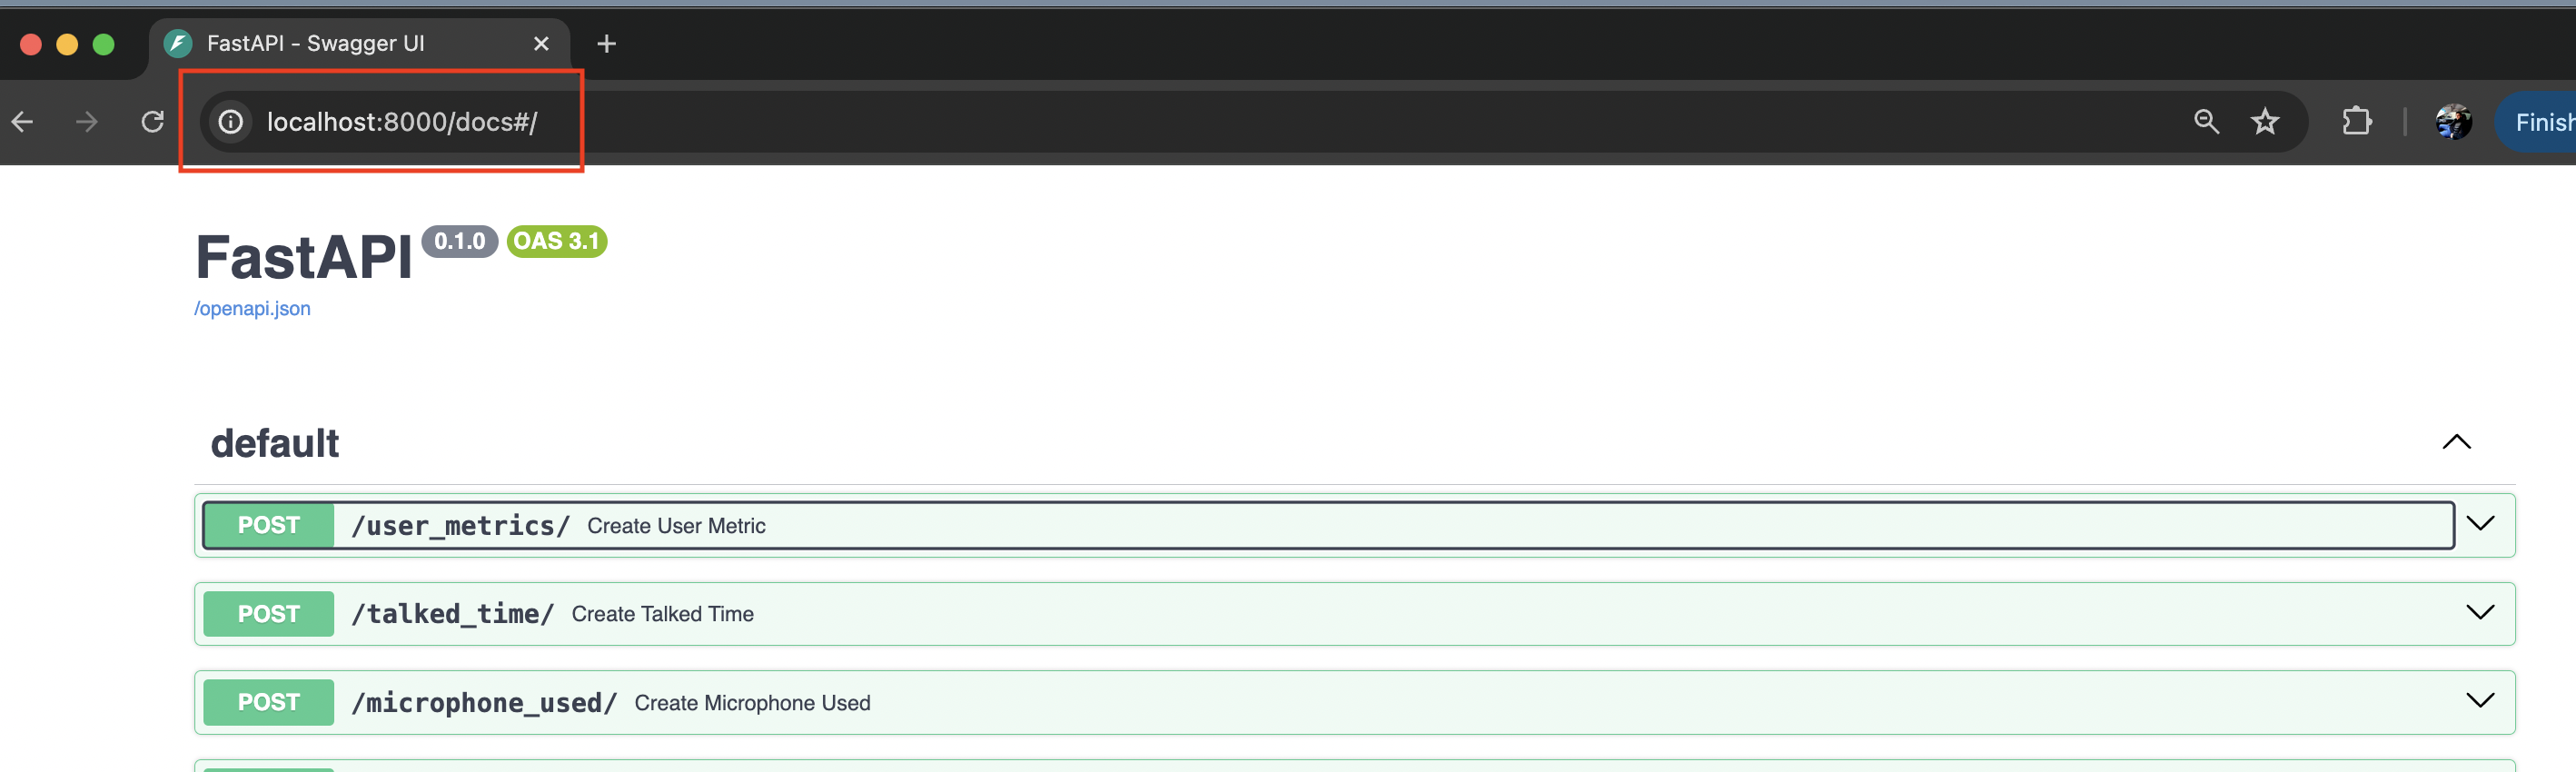 FastAPI - Swagger UI
localhost:8000/docs#/
Finish
FastAPI 0.1.0 OAS 3.1
/openapi.json
default
POST /user_metrics/ Create User Metric
POST /talked_time/ Create Talked Time
POST /microphone_used/ Create Microphone Used